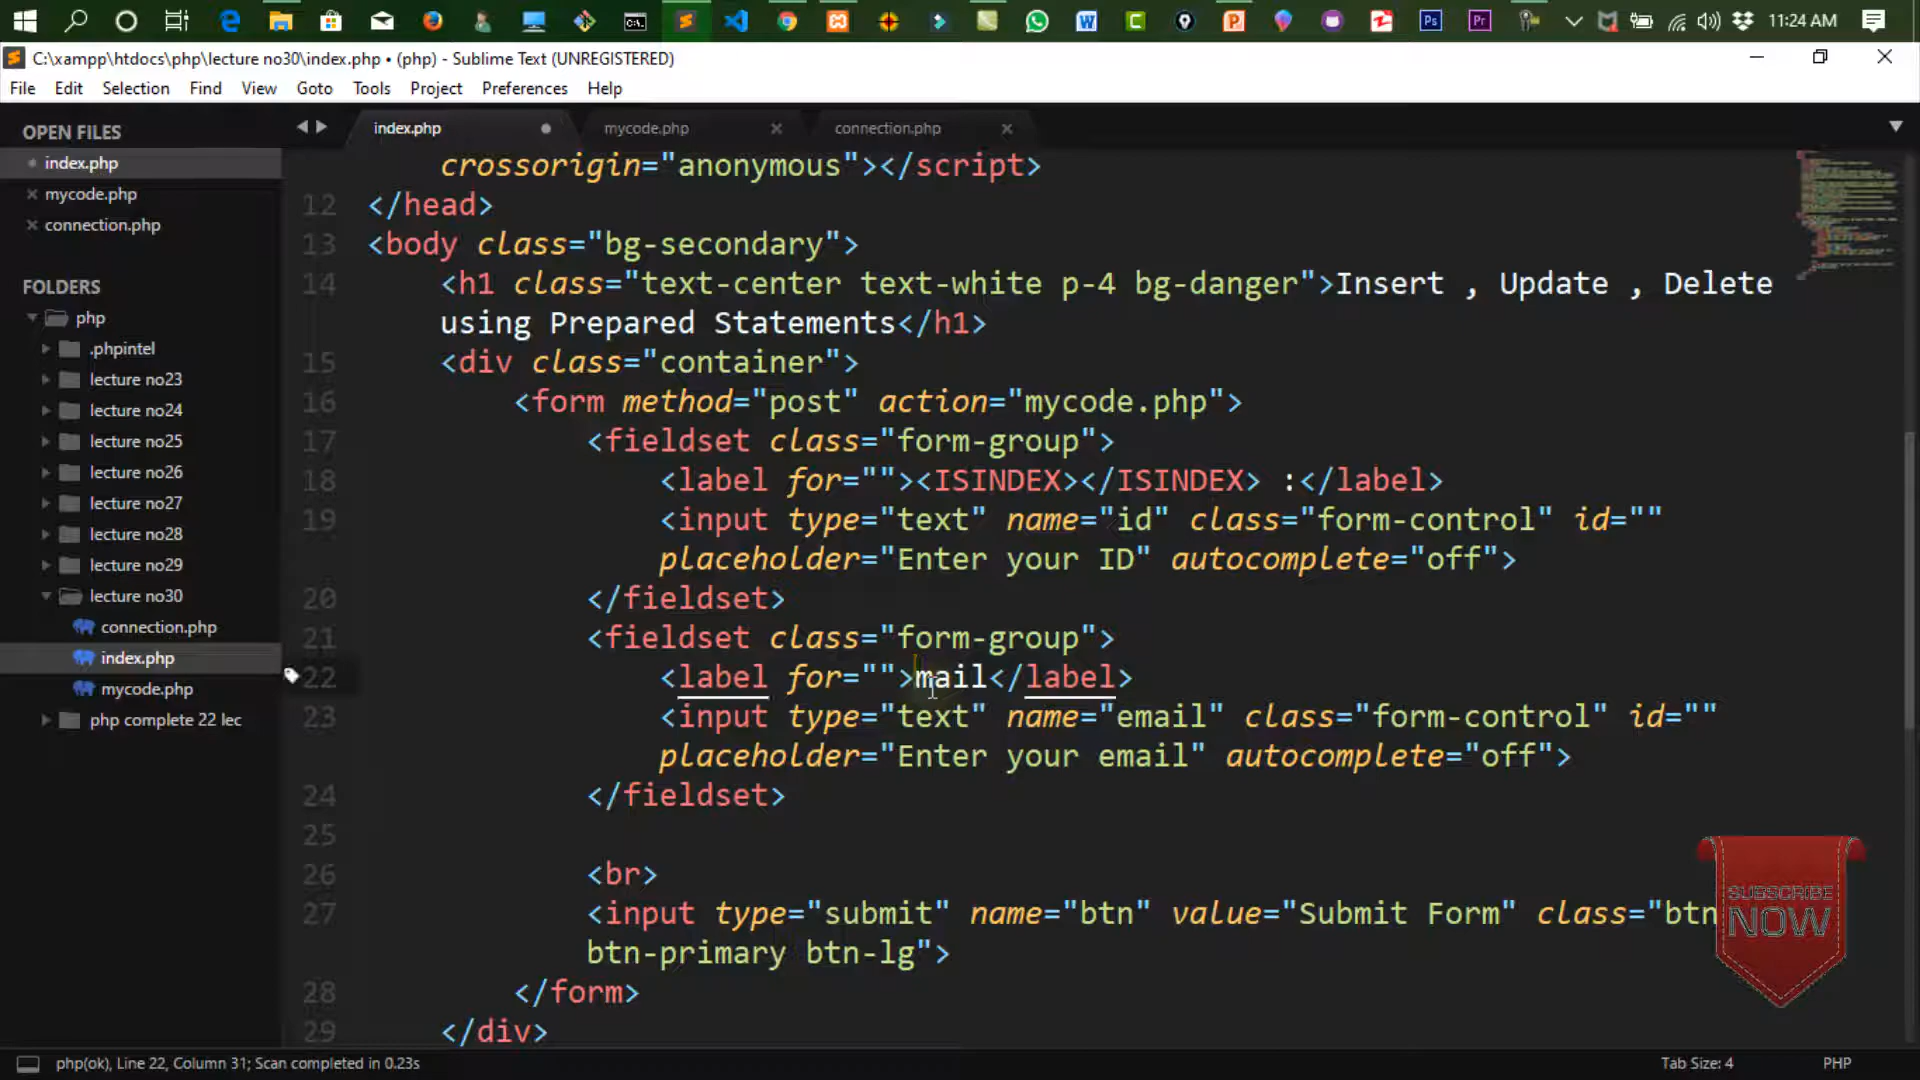 11:24 AM
C:\xampp\htdocs\php\lecture no30\index.php • (php) - Sublime Text (UNREGISTERED)
File Edit Selection Find View Goto Tools Project Preferences Help
OPEN FILES
index.php
mycode.php
connection.php
FOLDERS
php
.phpintel
lecture no23
lecture no24
lecture no25
lecture no26
lecture no27
lecture no28
lecture no29
lecture no30
connection.php
index.php
mycode.php
php complete 22 lec
index.php mycode.php connection.php
crossorigin="anonymous"></script>
12 </head>
13 <body class="bg-secondary">
14 <h1 class="text-center text-white p-4 bg-danger">Insert , Update , Delete
using Prepared Statements</h1>
15 <div class="container">
16 <form method="post" action="mycode.php">
17 <fieldset class="form-group">
18 <label for=""><ISINDEX></ISINDEX> :</label>
19 <input type="text" name="id" class="form-control" id=""
placeholder="Enter your ID" autocomplete="off">
20 </fieldset>
21 <fieldset class="form-group">
22 <label for="">mail</label>
23 <input type="text" name="email" class="form-control" id=""
placeholder="Enter your email" autocomplete="off">
24 </fieldset>
25
26 <br>
27 <input type="submit" name="btn" value="Submit Form" class="btn
btn-primary btn-lg">
28 </form>
29 </div>
SUBSCRIBE
NOW
php(ok), Line 22, Column 31; Scan completed in 0.23s
Tab Size: 4
PHP